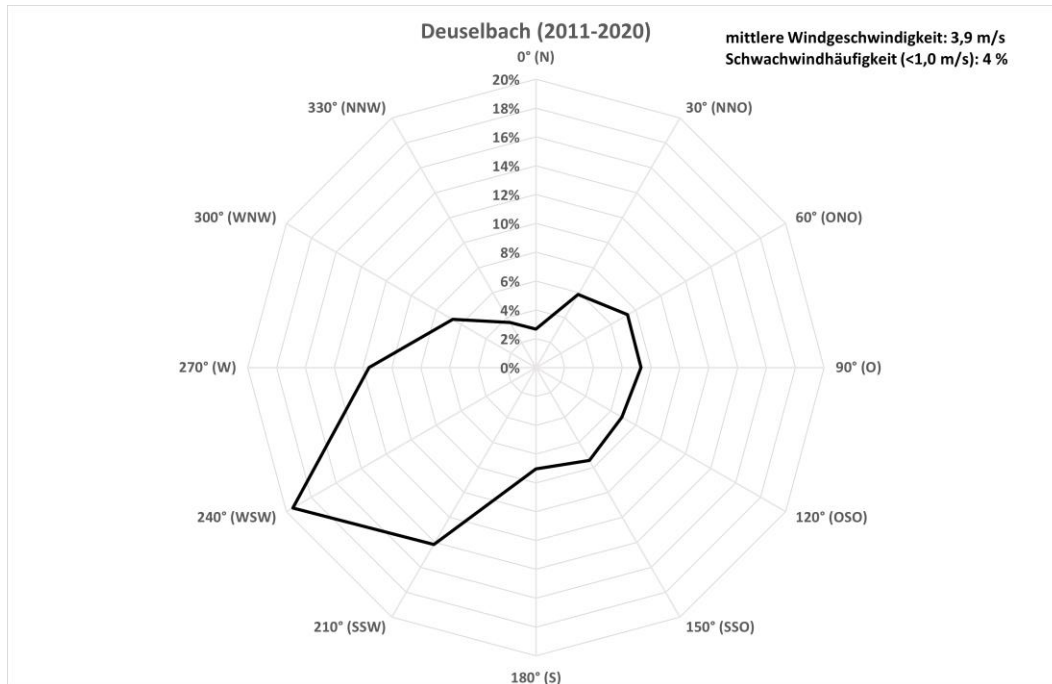 Deuselbach (2011-2020)
mittlere Windgeschwindigkeit: 3,9 m/s
Schwachwindhäufigkeit (<1,0 m/s): 4 %
0° (N)
20%
18%
16%
14%
12%
10%
8%
6%
4%
2%
0%
330° (NNW)
30° (NNO)
300° (WNW)
60° (ONO)
270° (W)
90° (O)
240° (WSW)
120° (OSO)
210° (SSW)
150° (SSO)
180° (S)